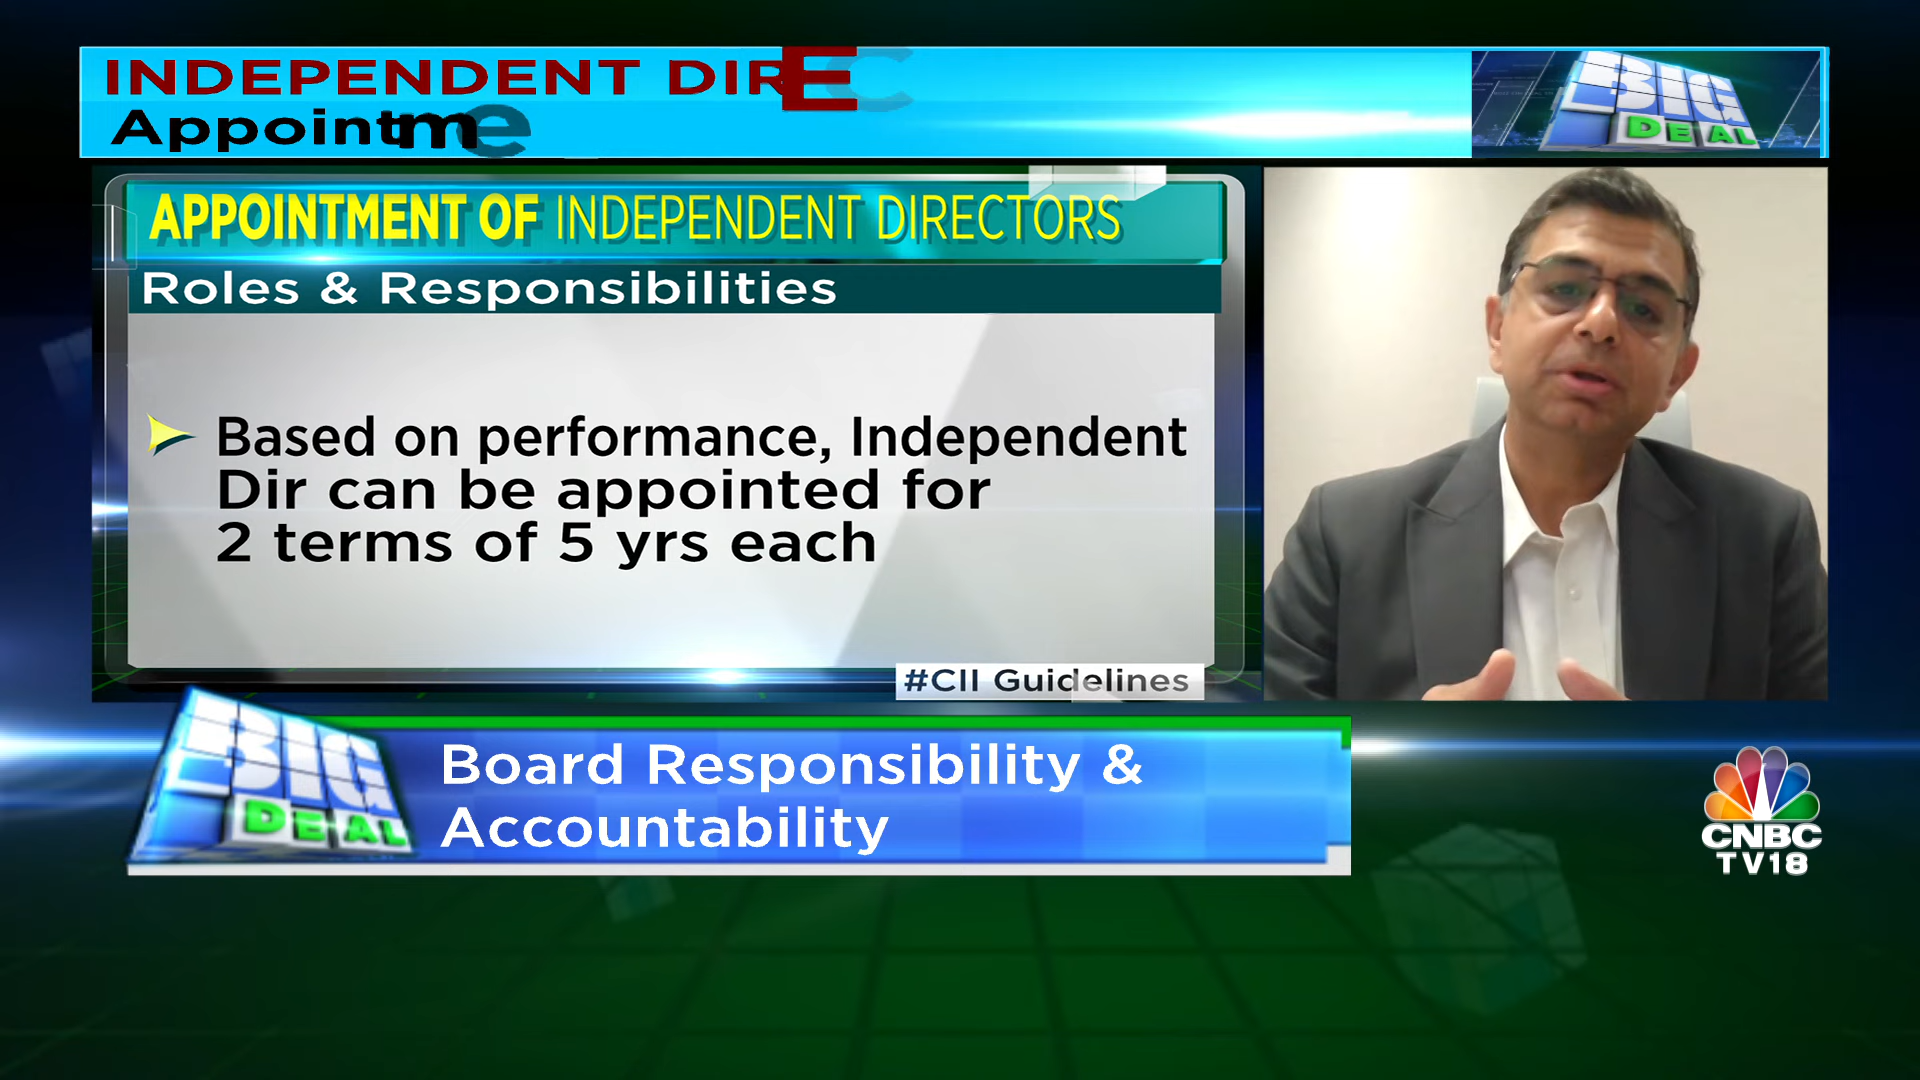 INDEPENDENT DIREC
Appointme
BIG
DEAL
APPOINTMENT OF INDEPENDENT DIRECTORS
Roles & Responsibilities
Based on performance, Independent
Dir can be appointed for
2 terms of 5 yrs each
#CII Guidelines
BIG
DEAL
Board Responsibility &
Accountability
CNBC
TV18